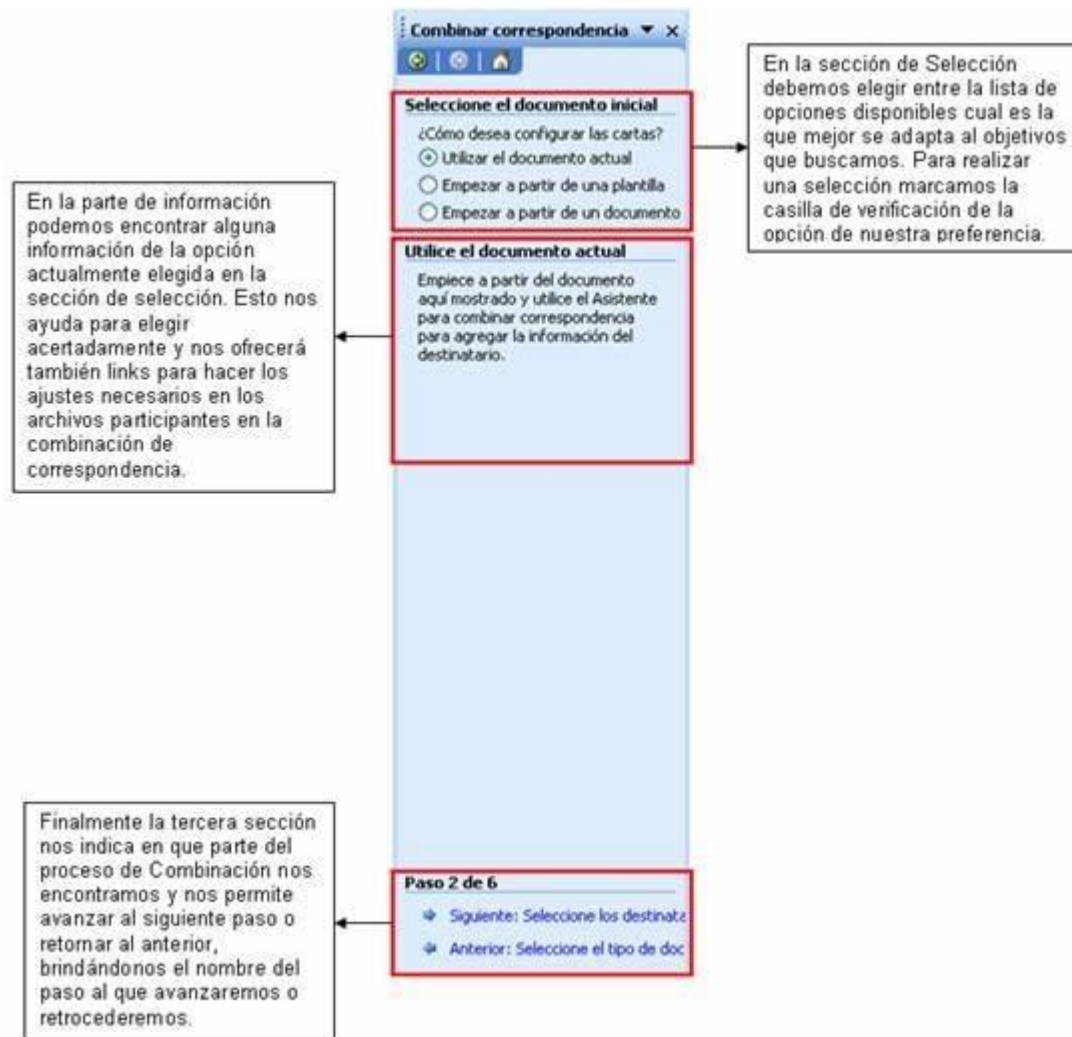 Combinar correspondencia
Seleccione el documento inicial
¿Cómo desea configurar las cartas?
Utilizar el documento actual
Empezar a partir de una plantilla
Empezar a partir de un documento
Utilice el documento actual
Empiece a partir del documento
aquí mostrado y utilice el Asistente
para combinar correspondencia
para agregar la información del
destinatario.
Paso 2 de 6
Siguiente: Seleccione los destinata
Anterior: Seleccione el tipo de doc
En la sección de Selección
debemos elegir entre la lista de
opciones disponibles cual es la
que mejor se adapta al objetivos
que buscamos. Para realizar
una selección marcamos la
casilla de verificación de la
opción de nuestra preferencia.
En la parte de información
podemos encontrar alguna
información de la opción
actualmente elegida en la
sección de selección. Esto nos
ayuda para elegir
acertadamente y nos ofrecerá
también links para hacer los
ajustes necesarios en los
archivos participantes en la
combinación de
correspondencia.
Finalmente la tercera sección
nos indica en que parte del
proceso de Combinación nos
encontramos y nos permite
avanzar al siguiente paso o
retornar al anterior,
brindándonos el nombre del
paso al que avanzaremos o
retrocederemos.